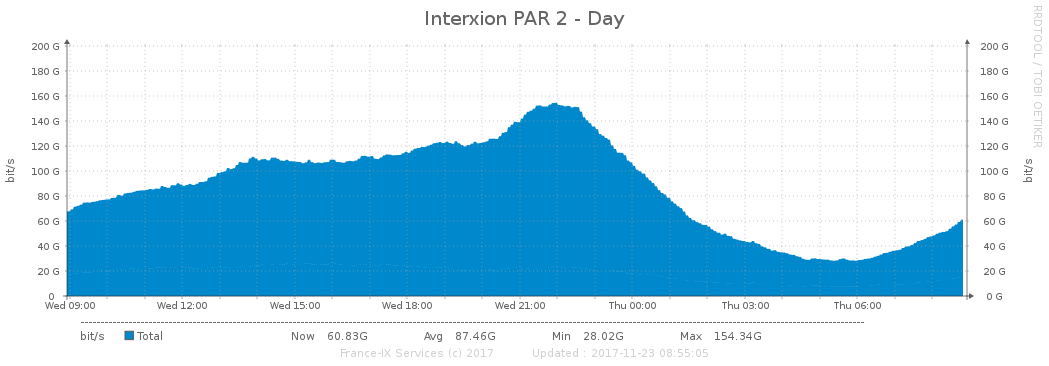 Interxion PAR 2 - Day
RRDTOOL / TOBI OETIKER
200 G 200 G
180 G 180 G
160 G 160 G
140 G 140 G
120 G 120 G
100 G 100 G
80 G 80 G
60 G 60 G
40 G 40 G
20 G 20 G
0 0 G
bit/s bit/s
Wed 09:00 Wed 12:00 Wed 15:00 Wed 18:00 Wed 21:00 Thu 00:00 Thu 03:00 Thu 06:00
bit/s Total Now 60.83G Avg 87.46G Min 28.02G Max 154.34G
France-IX Services (c) 2017 Updated : 2017-11-23 08:55:05